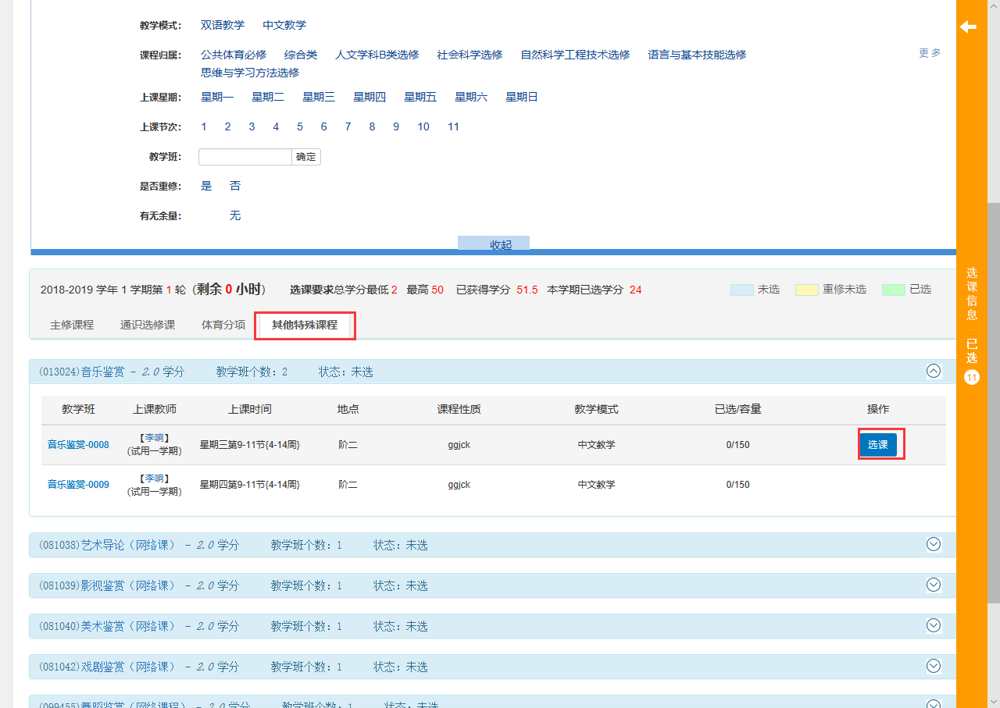 教学模式： 双语教学 中文教学
课程归属： 公共体育必修 综合类 人文学科B类选修 社会科学选修 自然科学工程技术选修 语言与基本技能选修 更多
思维与学习方法选修
上课星期： 星期一 星期二 星期三 星期四 星期五 星期六 星期日
上课节次： 1 2 3 4 5 6 7 8 9 10 11
教学班： 确定
是否重修： 是 否
有无余量： 无
收起
2018-2019 学年 1 学期第 1 轮（剩余 0 小时） 选课要求总学分最低 2 最高 50 已获得学分 51.5 本学期已选学分 24 未选 重修未选 已选
主修课程 通识选修课 体育分项 其他特殊课程
(013024)音乐鉴赏 - 2.0 学分 教学班个数：2 状态：未选
教学班 上课教师 上课时间 地点 课程性质 教学模式 已选/容量 操作
音乐鉴赏-0008 【李响】 (试用一学期) 星期三第9-11节{4-14周} 阶二 ggjck 中文教学 0/150 选课
音乐鉴赏-0009 【李响】 (试用一学期) 星期四第9-11节{4-14周} 阶二 ggjck 中文教学 0/150
(081038)艺术导论（网络课） - 2.0 学分 教学班个数：1 状态：未选
(081039)影视鉴赏（网络课） - 2.0 学分 教学班个数：1 状态：未选
(081040)美术鉴赏（网络课） - 2.0 学分 教学班个数：1 状态：未选
(081042)戏剧鉴赏（网络课） - 2.0 学分 教学班个数：1 状态：未选
(099455)舞蹈鉴赏（网络课程） - 2.0 学分 教学班个数：1 状态：未选
选课信息
已选
11